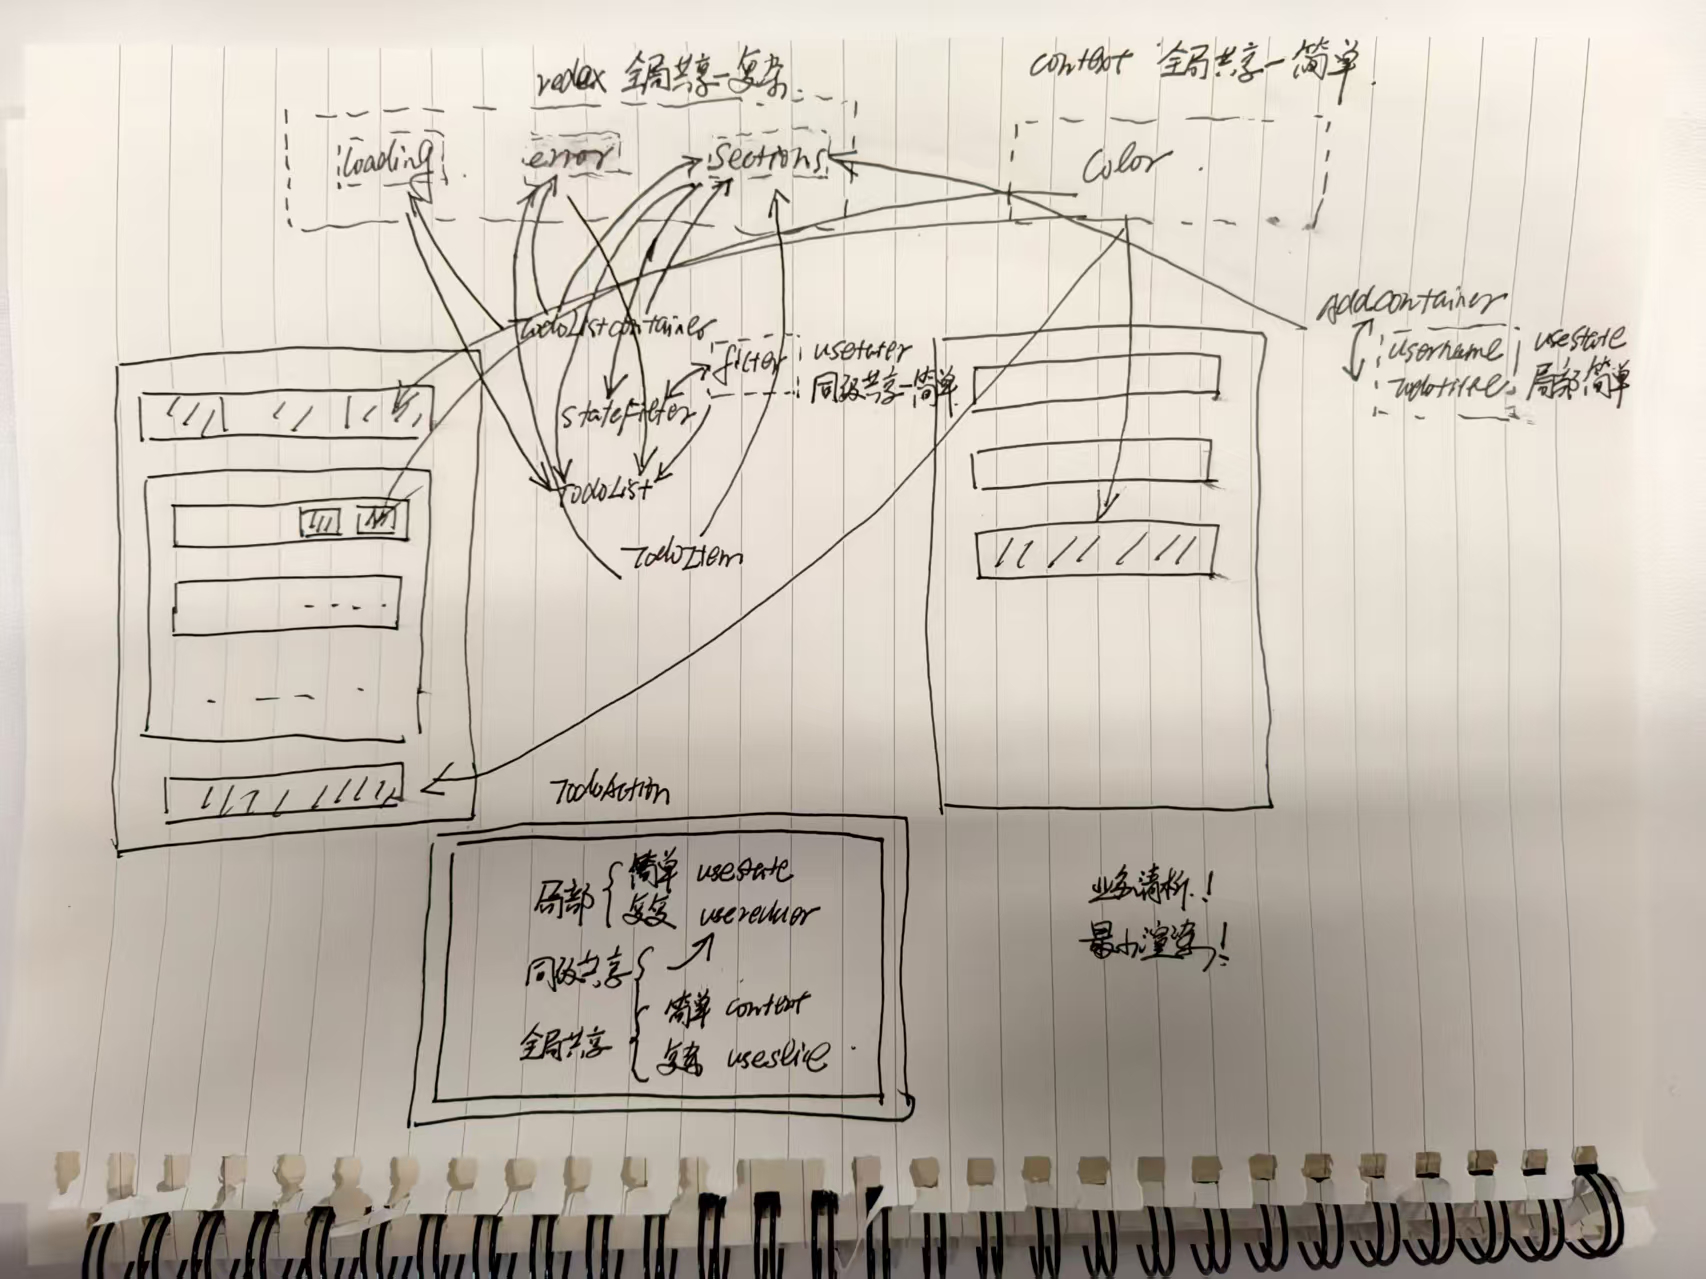 redux 全局共享—复杂.
context 全局共享—简单.
loading
error
sections
color
AddContainer
username
todotitle
usestate
局部简单
TodoListContainer
filter
usestate
同级共享—简单.
stateFilter
TodoList
TodoItem
TodoAction
局部
简单 usestate
复杂 usereducer
同级共享
全局共享
简单 context
复杂 useslice
业务清晰!
最小渲染!